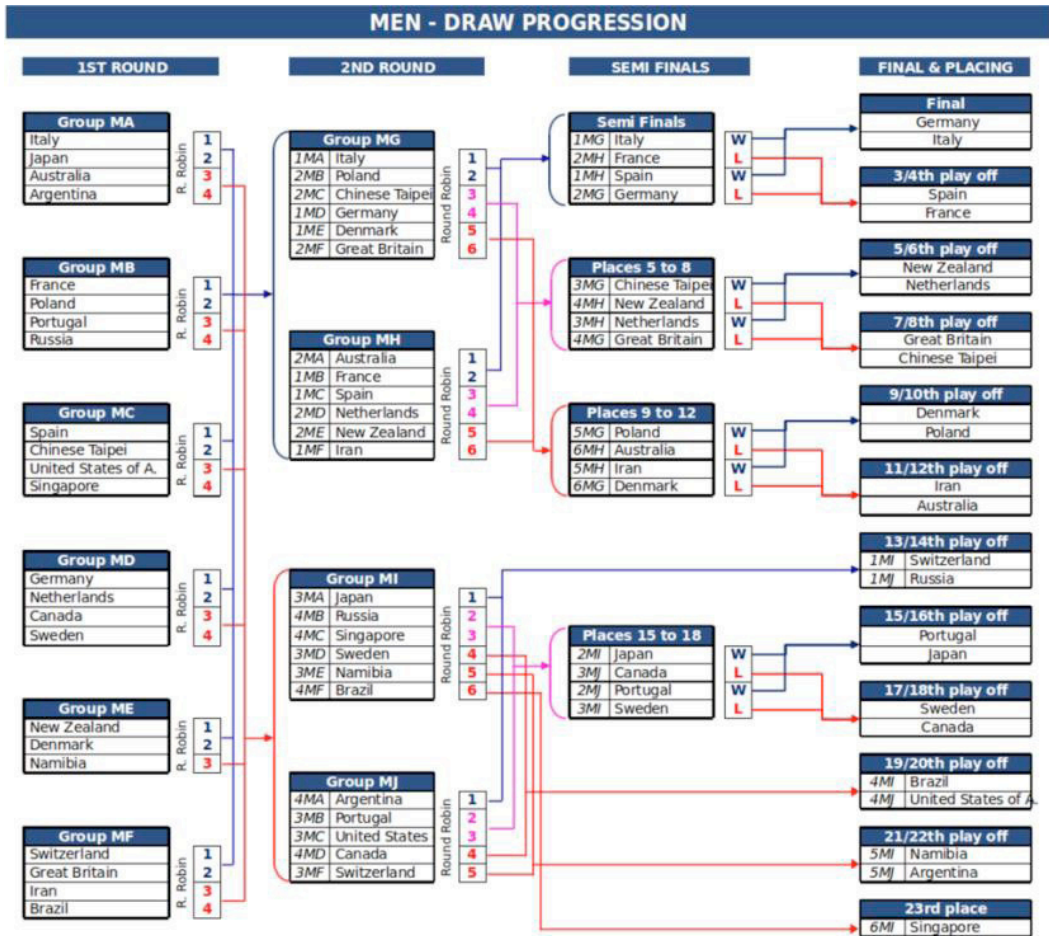 MEN - DRAW PROGRESSION
1ST ROUND
2ND ROUND
SEMI FINALS
FINAL & PLACING
Group MA
Italy 1
Japan 2
Australia 3
Argentina 4
R. Robin
Group MB
France 1
Poland 2
Portugal 3
Russia 4
R. Robin
Group MC
Spain 1
Chinese Taipei 2
United States of A. 3
Singapore 4
R. Robin
Group MD
Germany 1
Netherlands 2
Canada 3
Sweden 4
R. Robin
Group ME
New Zealand 1
Denmark 2
Namibia 3
R. Robin
Group MF
Switzerland 1
Great Britain 2
Iran 3
Brazil 4
R. Robin
Group MG
1MA Italy 1
2MB Poland 2
2MC Chinese Taipei 3
1MD Germany 4
1ME Denmark 5
2MF Great Britain 6
Round Robin
Group MH
2MA Australia 1
1MB France 2
1MC Spain 3
2MD Netherlands 4
2ME New Zealand 5
1MF Iran 6
Round Robin
Group MI
3MA Japan 1
4MB Russia 2
4MC Singapore 3
3MD Sweden 4
3ME Namibia 5
4MF Brazil 6
Round Robin
Group MJ
4MA Argentina 1
3MB Portugal 2
3MC United States 3
4MD Canada 4
3MF Switzerland 5
Round Robin
Semi Finals
1MG Italy W
2MH France L
1MH Spain W
2MG Germany L
Places 5 to 8
3MG Chinese Taipei W
4MH New Zealand L
3MH Netherlands W
4MG Great Britain L
Places 9 to 12
5MG Poland W
6MH Australia L
5MH Iran W
6MG Denmark L
Places 15 to 18
2MI Japan W
3MJ Canada L
2MJ Portugal W
3MI Sweden L
Final
Germany
Italy
3/4th play off
Spain
France
5/6th play off
New Zealand
Netherlands
7/8th play off
Great Britain
Chinese Taipei
9/10th play off
Denmark
Poland
11/12th play off
Iran
Australia
13/14th play off
1MI Switzerland
1MJ Russia
15/16th play off
Portugal
Japan
17/18th play off
Sweden
Canada
19/20th play off
4MI Brazil
4MJ United States of A.
21/22th play off
5MI Namibia
5MJ Argentina
23rd place
6MI Singapore